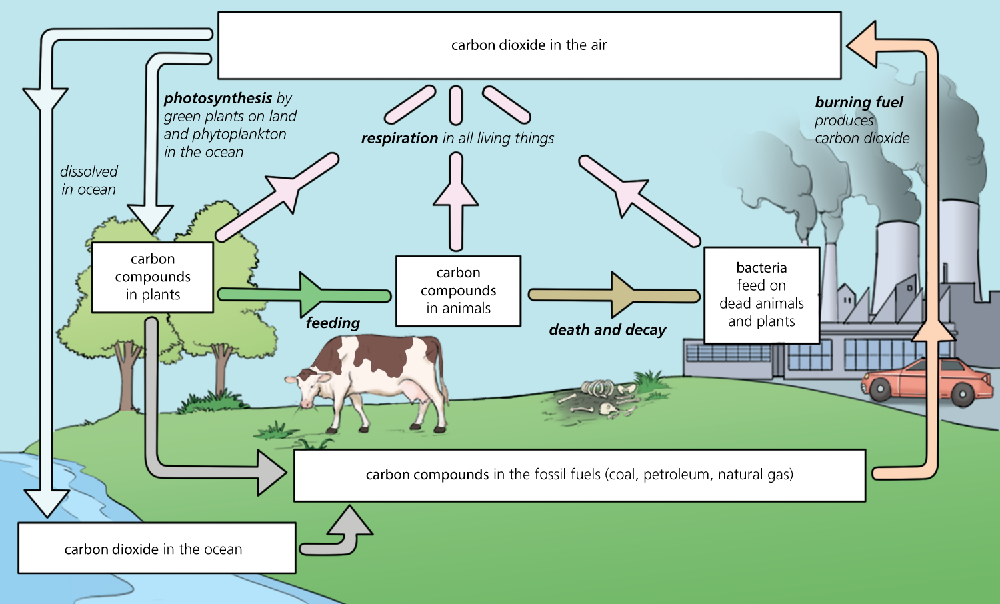 carbon dioxide in the air
photosynthesis by
green plants on land
and phytoplankton
in the ocean
respiration in all living things
burning fuel
produces
carbon dioxide
dissolved
in ocean
carbon
compounds
in plants
feeding
carbon
compounds
in animals
death and decay
bacteria
feed on
dead animals
and plants
carbon compounds in the fossil fuels (coal, petroleum, natural gas)
carbon dioxide in the ocean